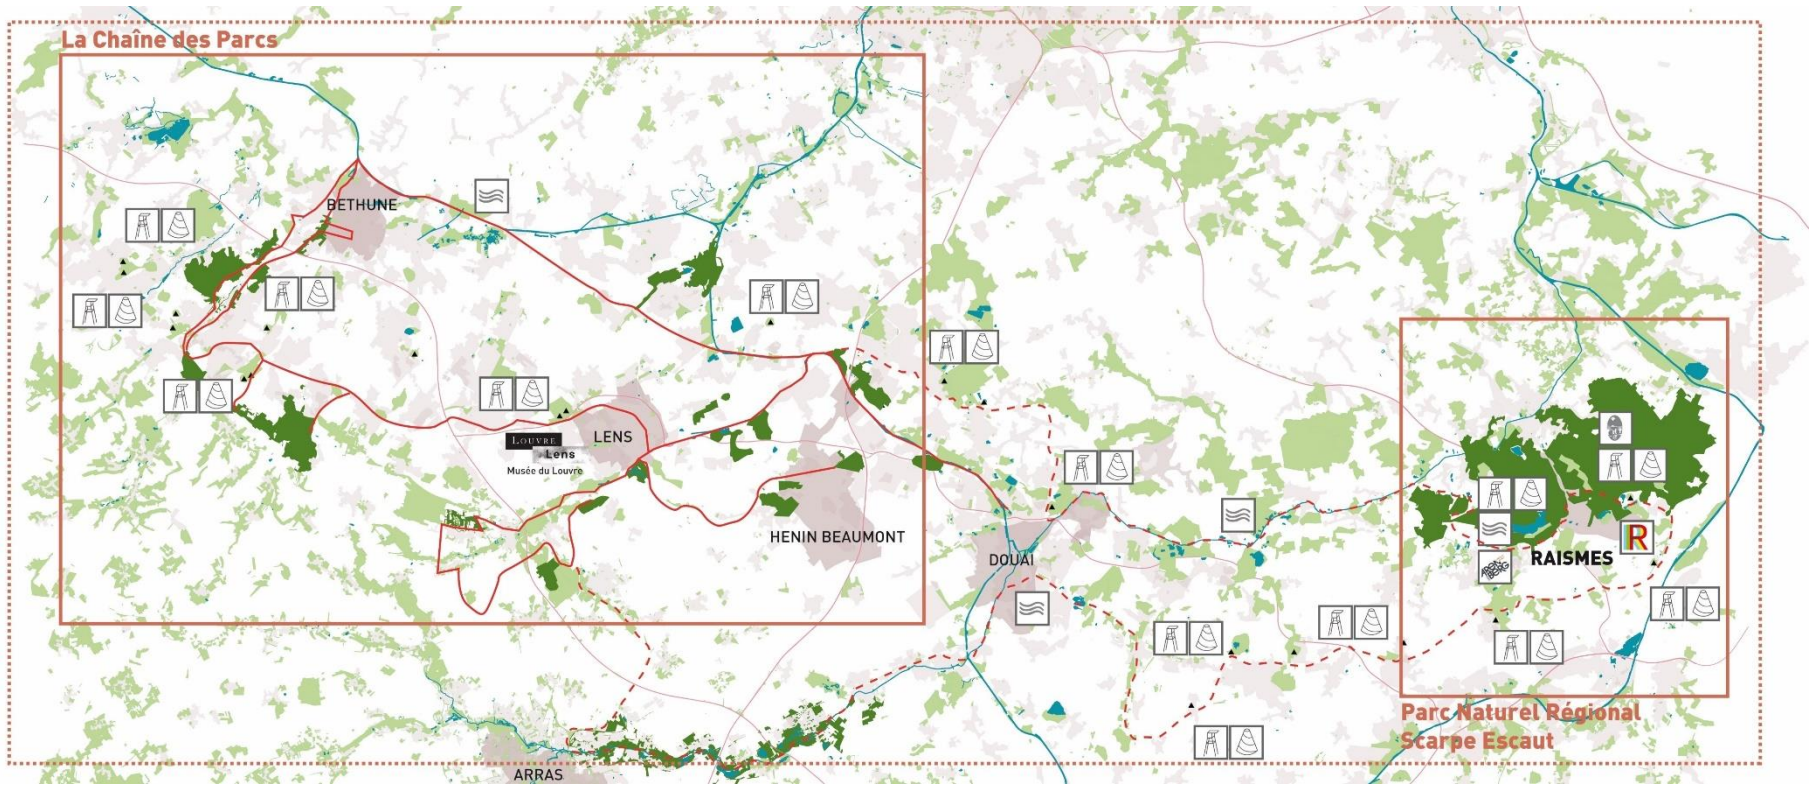 La Chaîne des Parcs
BETHUNE
LOUVRE
Lens
Musée du Louvre
LENS
HENIN BEAUMONT
DOUAI
R
RAISMES
Parc Naturel Régional
Scarpe Escaut
ARRAS